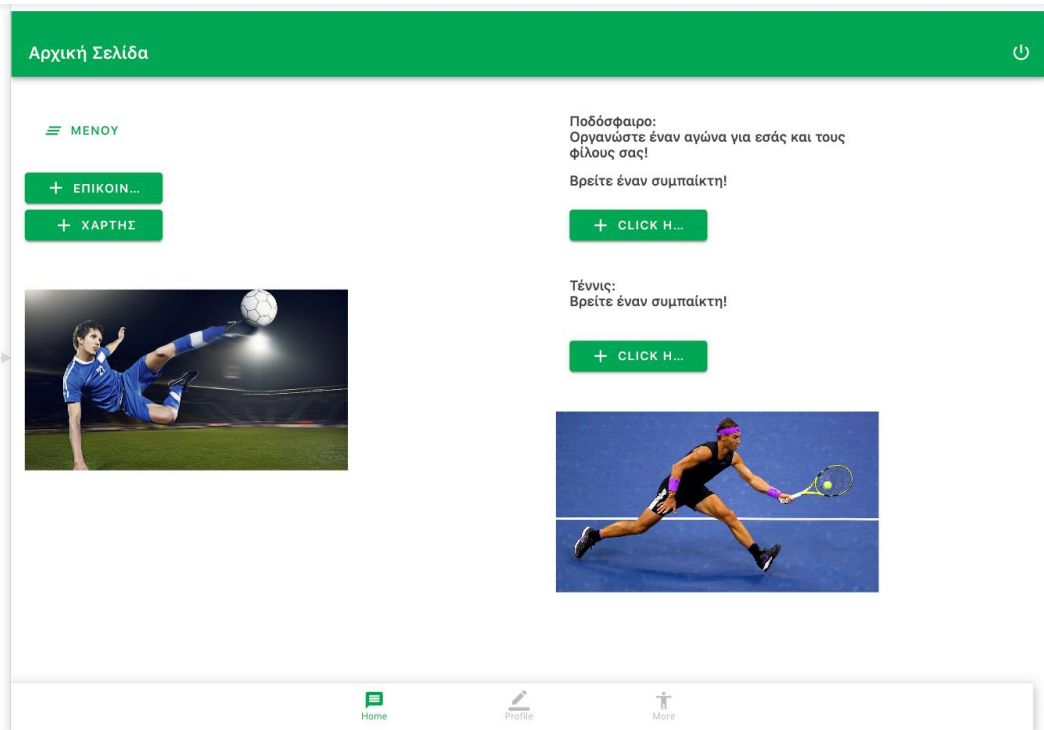 Αρχική Σελίδα
ΜΕΝΟΥ
ΕΠΙΚΟΙΝ...
ΧΑΡΤΗΣ
Ποδόσφαιρο:
Οργανώστε έναν αγώνα για εσάς και τους
φίλους σας!
Βρείτε έναν συμπαίκτη!
CLICK H...
Τέννις:
Βρείτε έναν συμπαίκτη!
CLICK H...
21
Home
Profile
More